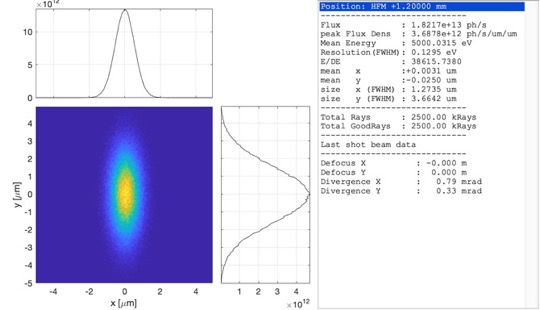 Position: HFM +1.20000 mm
Flux : 1.8217e+13 ph/s
peak Flux Dens : 3.6878e+12 ph/s/um/um
Mean Energy : 5000.0315 eV
Resolution(FWHM) : 0.1295 eV
E/DE : 38615.7380
mean x : +0.0031 um
mean y : -0.0250 um
size x (FWHM) : 1.2735 um
size y (FWHM) : 3.6642 um
Total Rays : 2500.00 kRays
Total GoodRays : 2500.00 kRays
Last shot beam data
Defocus X : -0.000 m
Defocus Y : 0.000 m
Divergence X : 0.79 mrad
Divergence Y : 0.33 mrad
×10¹²
10
5
0
4
3
2
1
0
-1
-2
-3
-4
-5
y [μm]
-4 -2 0 2 4
x [μm]
1 2 3 4
×10¹²